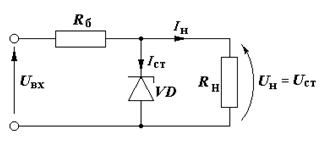 Rб
Iн
Iст
Uвх
VD
Rн
Uн = Uст